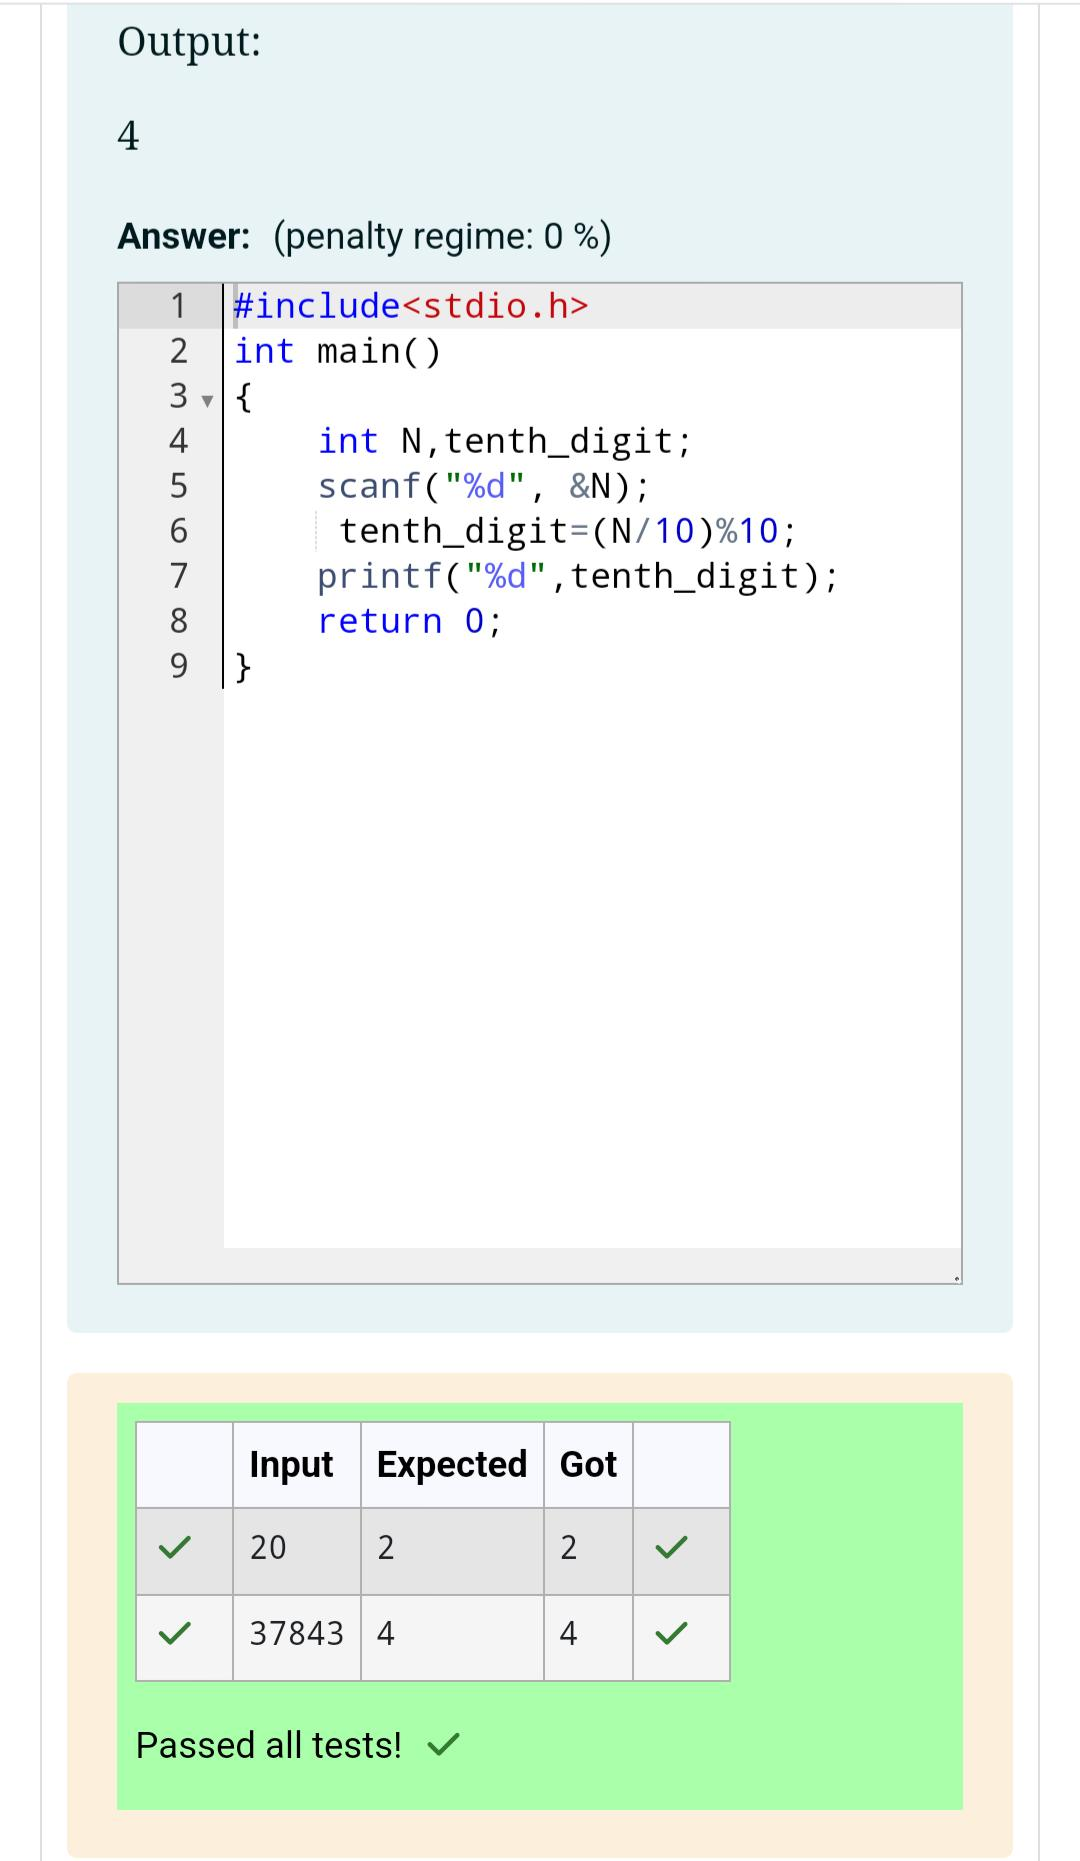 Output:
4
Answer: (penalty regime: 0 %)
1 #include<stdio.h>
2 int main()
3 {
4     int N,tenth_digit;
5     scanf("%d", &N);
6      tenth_digit=(N/10)%10;
7     printf("%d",tenth_digit);
8     return 0;
9 }
Input Expected Got
20 2 2
37843 4 4
Passed all tests!